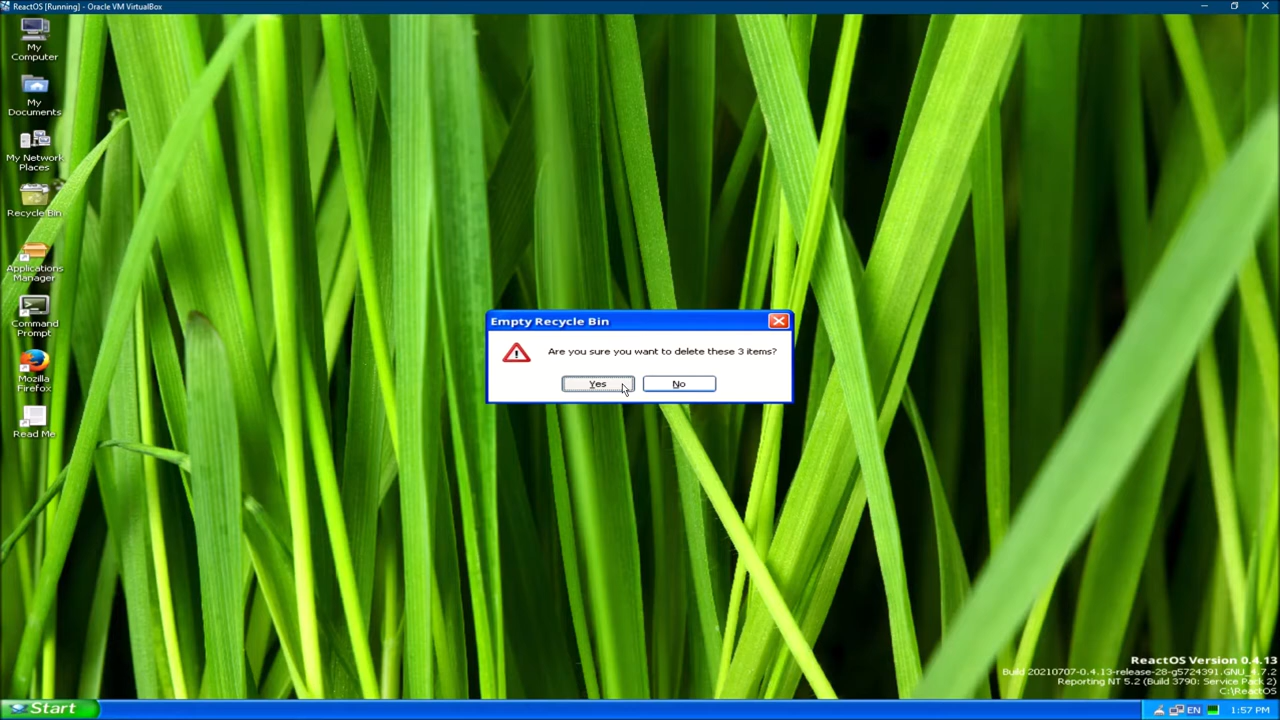 ReactOS [Running] - Oracle VM VirtualBox
My
Computer
My
Documents
My Network
Places
Recycle Bin
Applications
Manager
Command
Prompt
Mozilla
Firefox
Read Me
Empty Recycle Bin
Are you sure you want to delete these 3 items?
Yes
No
ReactOS Version 0.4.13
Build 20210707-0.4.13-release-28-g5724391.GNU_4.7.2
Reporting NT 5.2 (Build 3790: Service Pack 2)
C:\ReactOS
Start
EN
1:57 PM